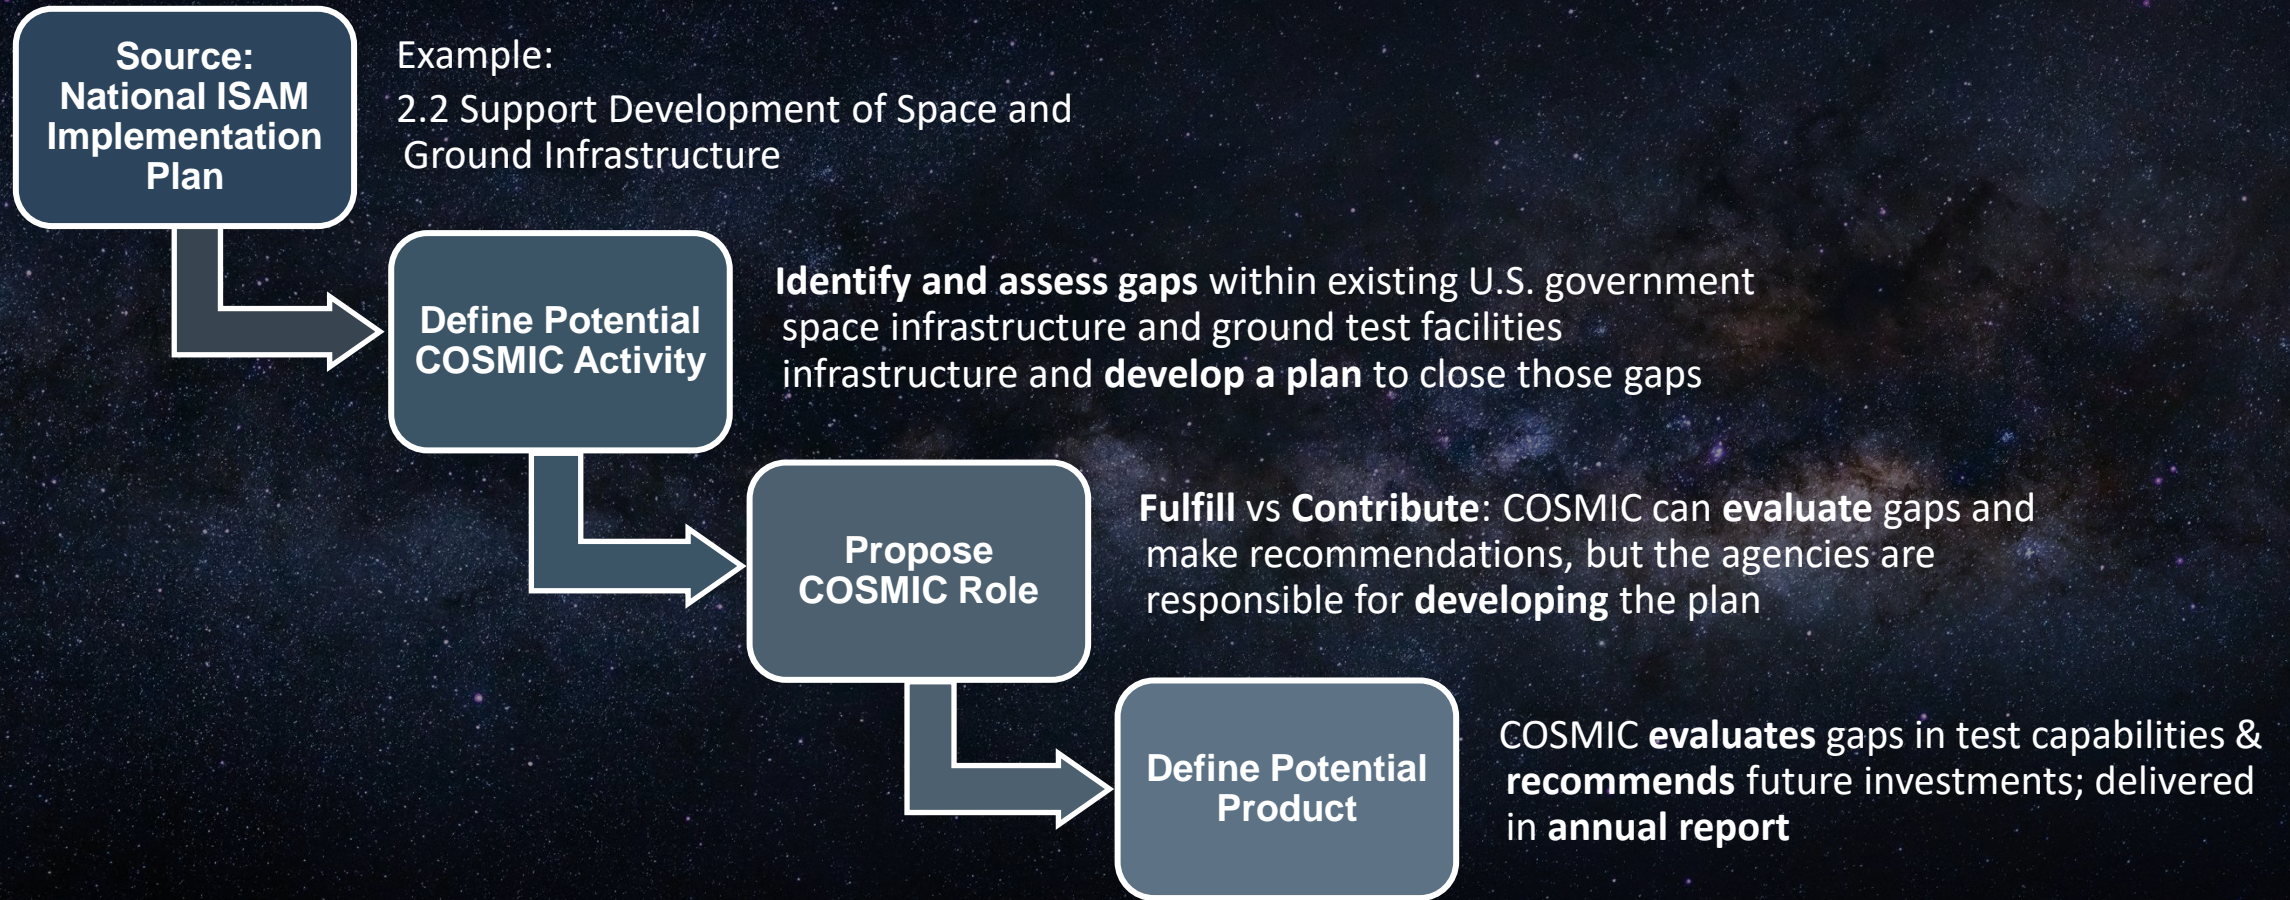 Source:
National ISAM
Implementation
Plan
Example:
2.2 Support Development of Space and
Ground Infrastructure
Define Potential
COSMIC Activity
Identify and assess gaps within existing U.S. government
space infrastructure and ground test facilities
infrastructure and develop a plan to close those gaps
Propose
COSMIC Role
Fulfill vs Contribute: COSMIC can evaluate gaps and
make recommendations, but the agencies are
responsible for developing the plan
Define Potential
Product
COSMIC evaluates gaps in test capabilities &
recommends future investments; delivered
in annual report